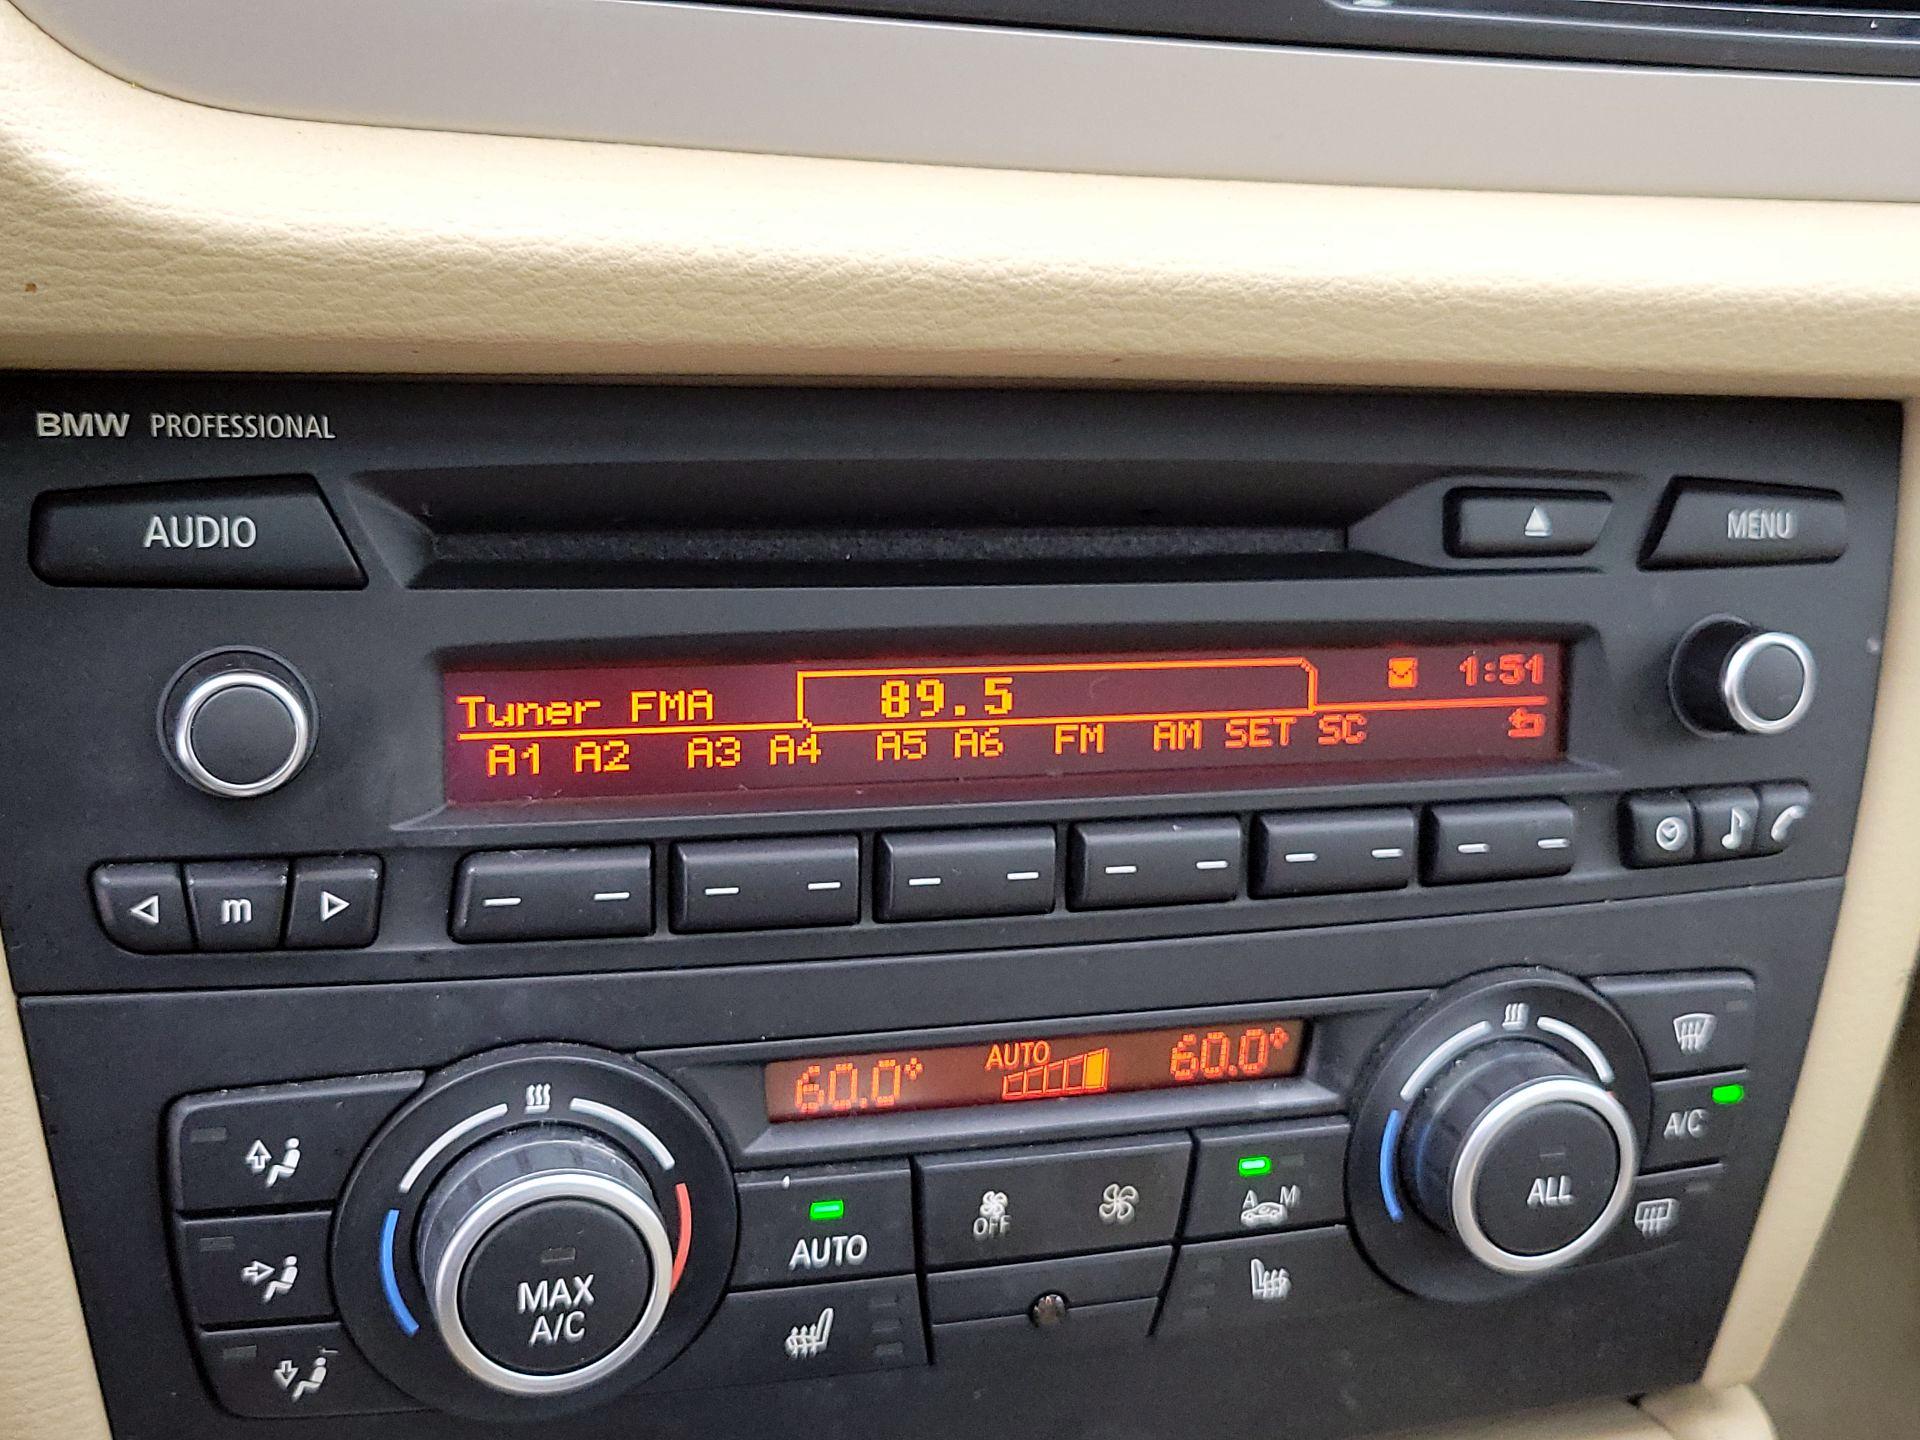 BMW PROFESSIONAL
AUDIO
MENU
Tuner FMA 89.5 1:51
A1 A2 A3 A4 A5 A6 FM AM SET SC
m
60.0° AUTO 60.0°
A/C
MAX
A/C
AUTO
OFF
A M
ALL